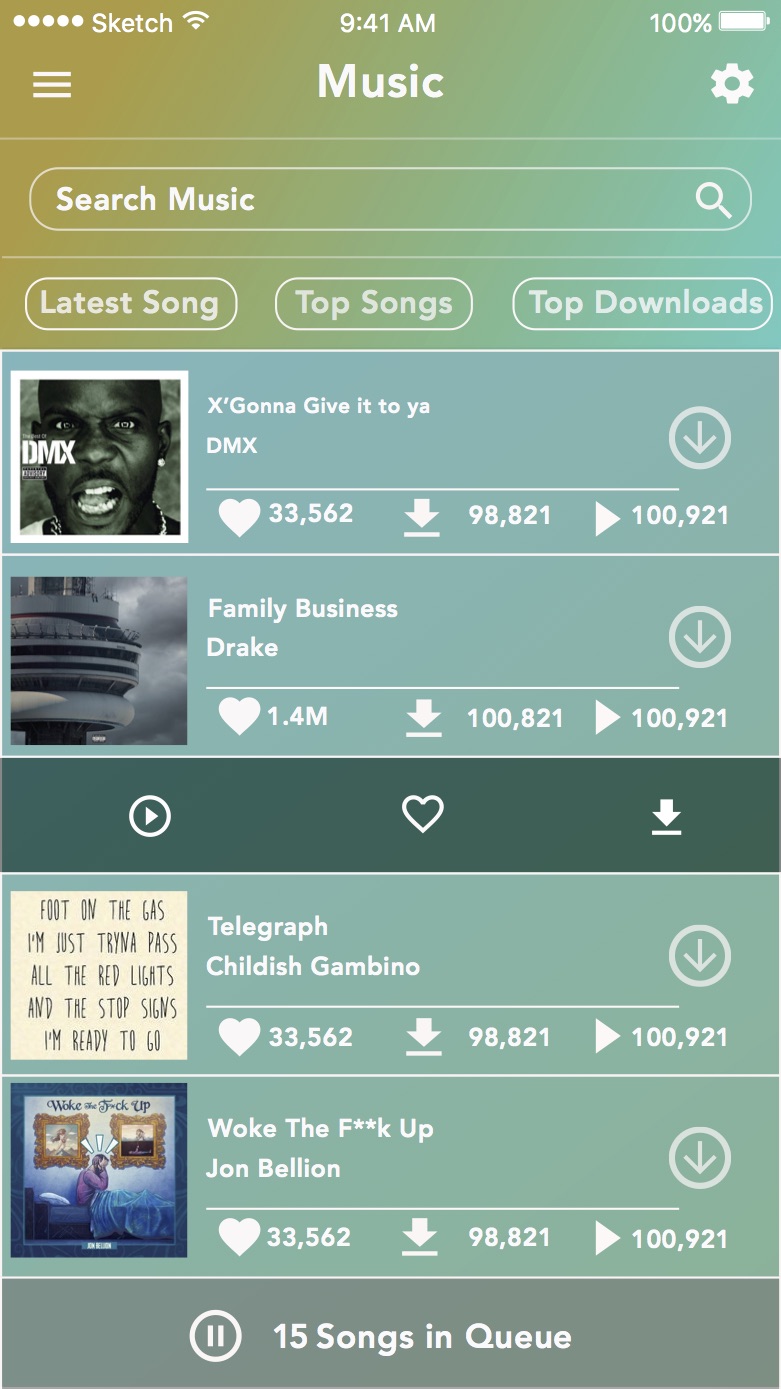 Sketch 9:41 AM 100%
Music
Search Music
Latest Song Top Songs Top Downloads
The Best Of
DMX
ADVISORY
X'Gonna Give it to ya
DMX
33,562 98,821 100,921
Family Business
Drake
1.4M 100,821 100,921
FOOT ON THE GAS
I'M JUST TRYNA PASS
ALL THE RED LIGHTS
AND THE STOP SIGNS
I'M READY TO GO
Telegraph
Childish Gambino
33,562 98,821 100,921
Woke The F*ck Up
JON BELLION
Woke The F**k Up
Jon Bellion
33,562 98,821 100,921
15 Songs in Queue